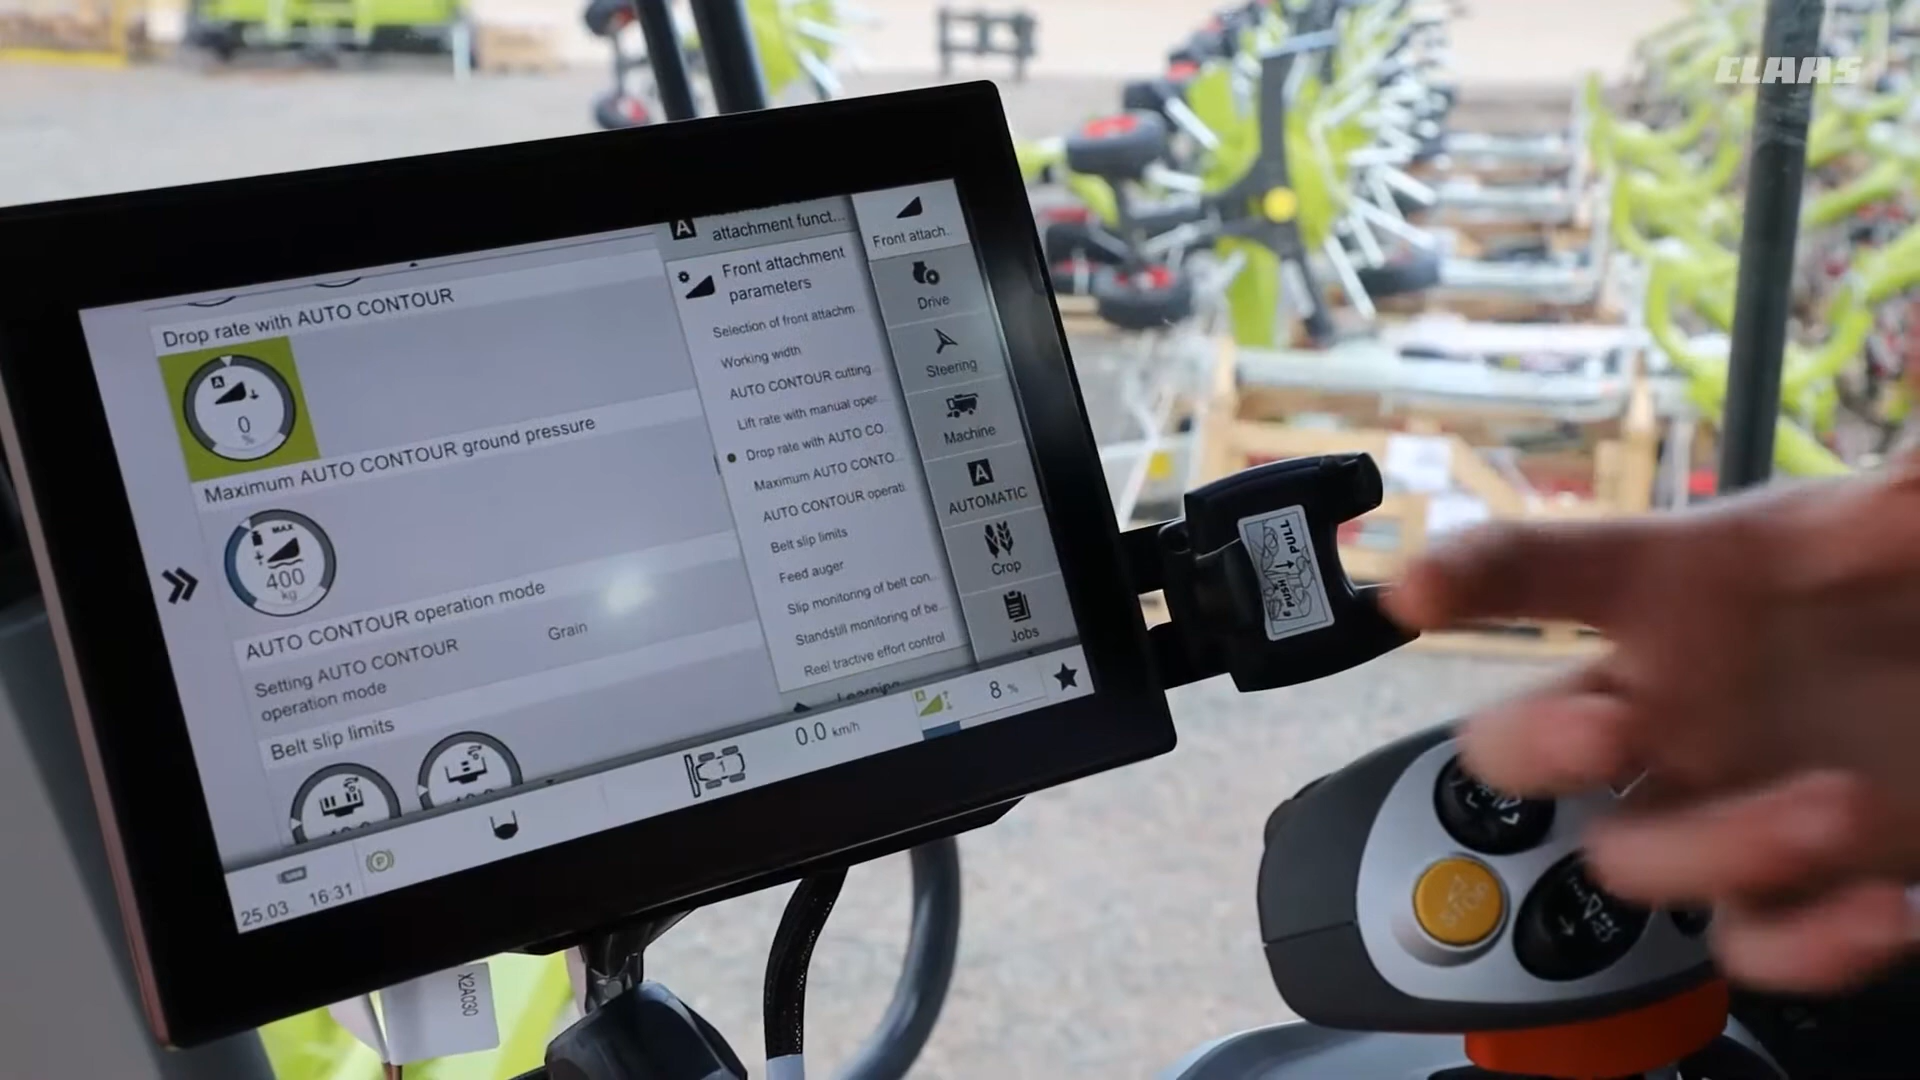 CLAAS
Drop rate with AUTO CONTOUR
0
%
Maximum AUTO CONTOUR ground pressure
MAX
400
kg
AUTO CONTOUR operation mode
Setting AUTO CONTOUR
operation mode
Grain
Belt slip limits
A
attachment funct...
Front attachment
parameters
Selection of front attachm
Working width
AUTO CONTOUR cutting
Lift rate with manual oper
Drop rate with AUTO CO
Maximum AUTO CONTO...
AUTO CONTOUR operati
Belt slip limits
Feed auger
Slip monitoring of belt con...
Standstill monitoring of be...
Reel tractive effort control
Learning
Front attach..
Drive
Steering
Machine
A
AUTOMATIC
Crop
Jobs
25.03
16:31
P
1
0.0 km/h
8 %
PUSH
PULL
STOP
X2A030